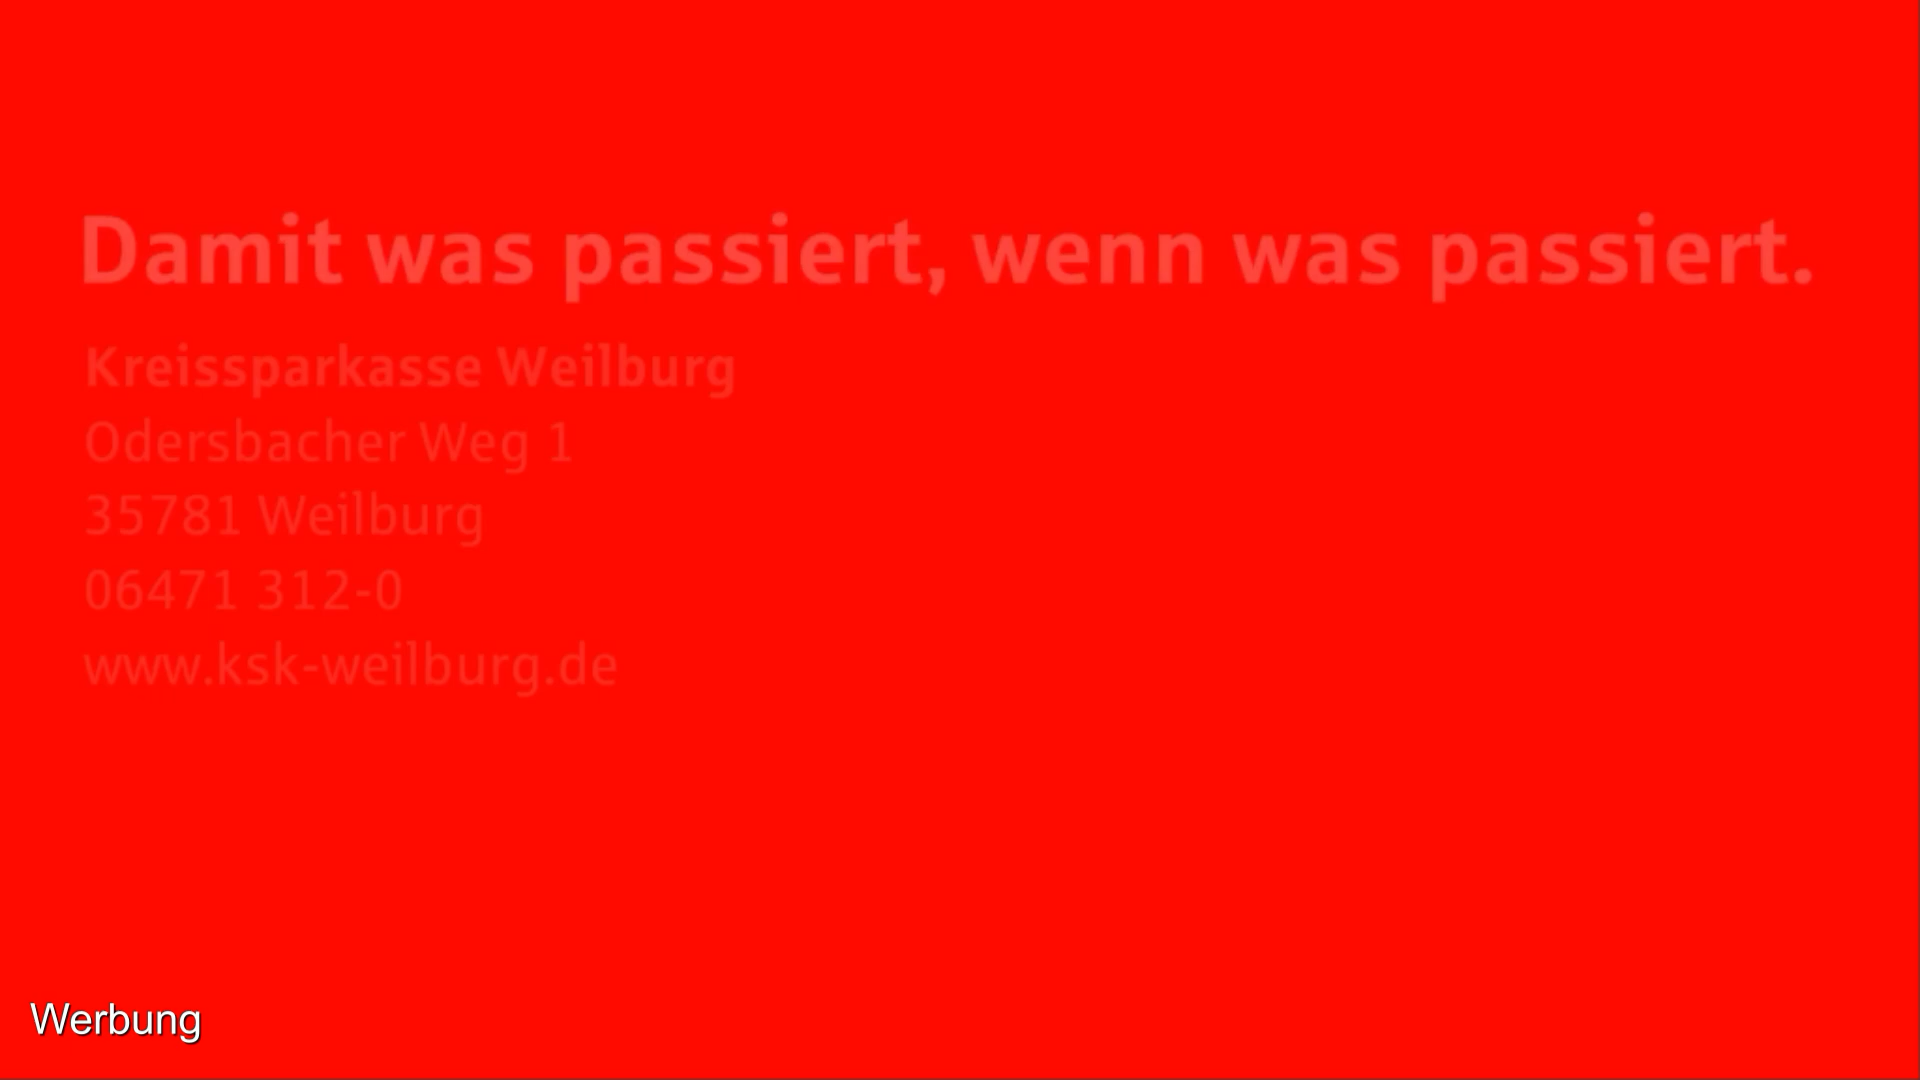 Damit was passiert, wenn was passiert.
Kreissparkasse Weilburg
Odersbacher Weg 1
35781 Weilburg
06471 312-0
www.ksk-weilburg.de
Werbung